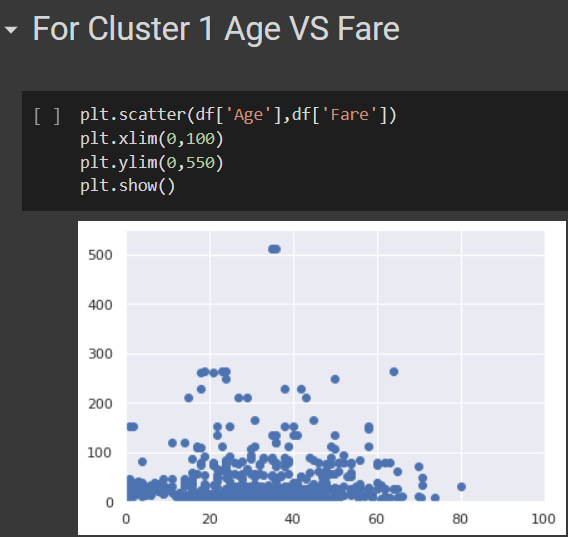 For Cluster 1 Age VS Fare
[ ] plt.scatter(df['Age'],df['Fare'])
plt.xlim(0,100)
plt.ylim(0,550)
plt.show()
500
400
300
200
100
0
0 20 40 60 80 100